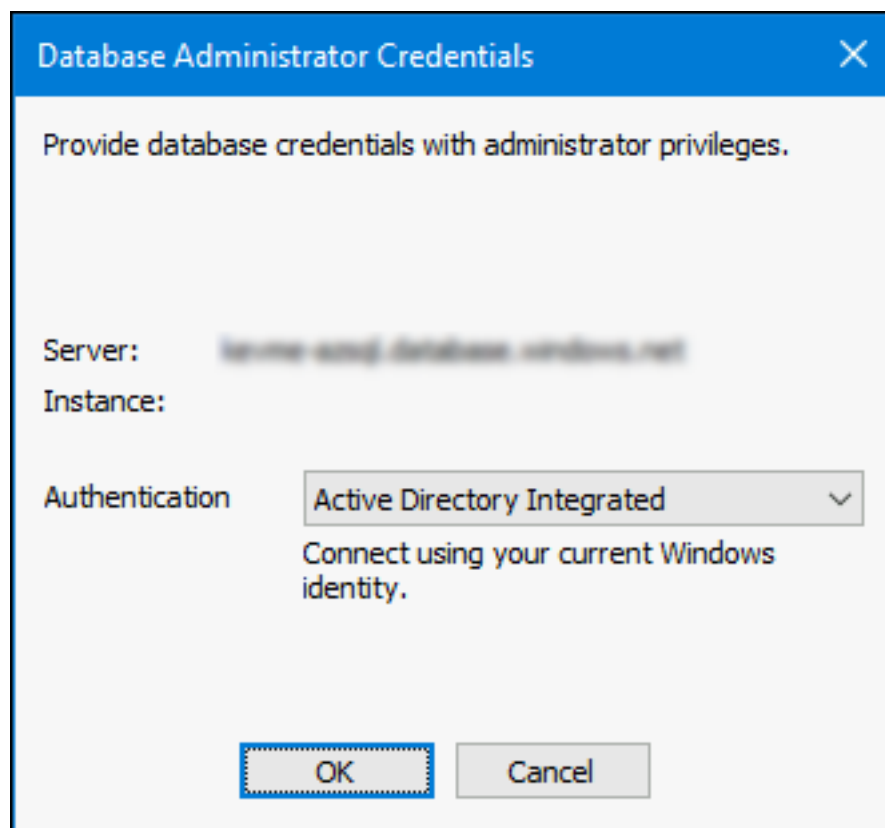 Database Administrator Credentials
Provide database credentials with administrator privileges.
Server:
Instance:
Authentication Active Directory Integrated
Connect using your current Windows
identity.
OK Cancel